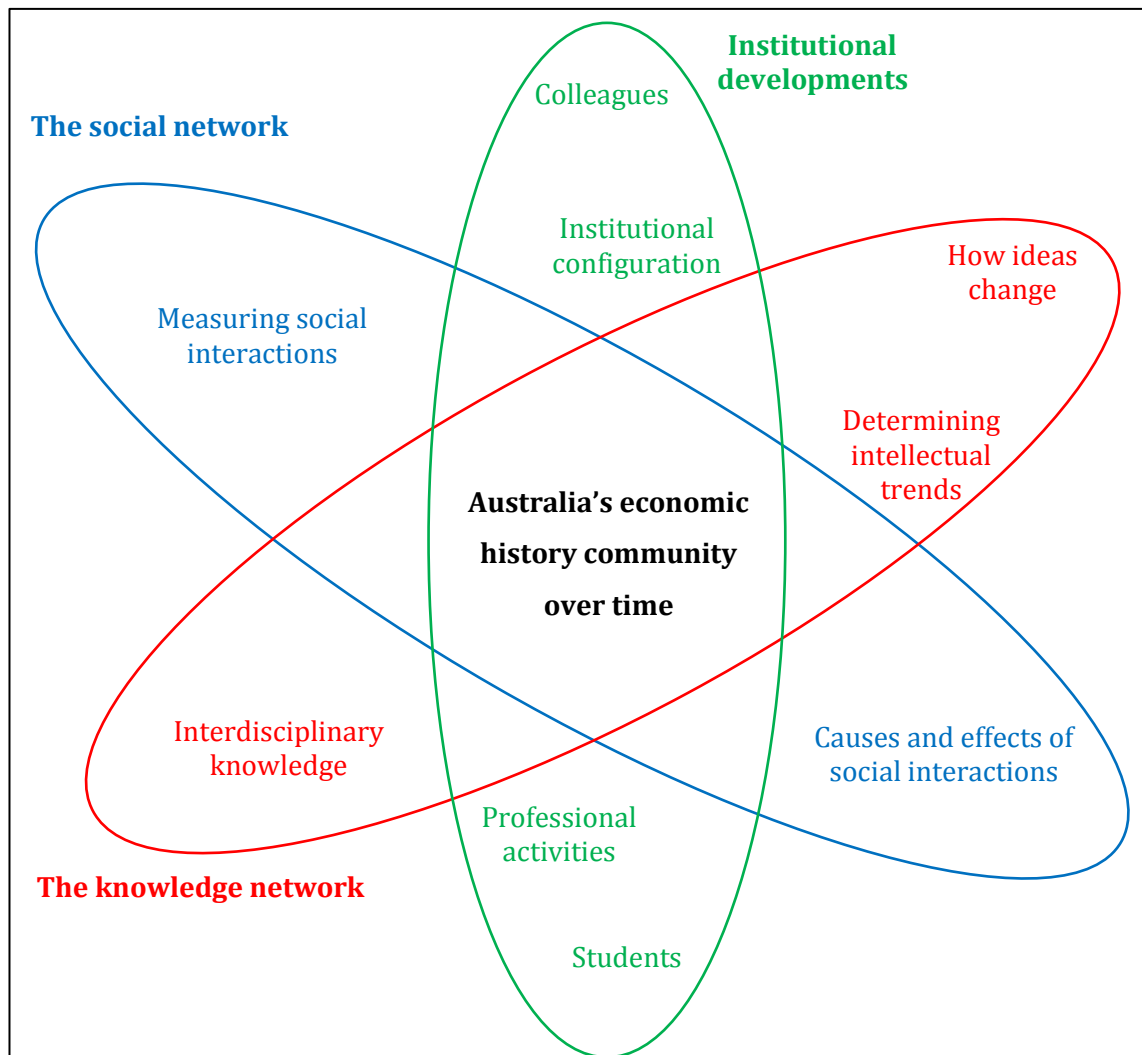 Institutional
developments
Colleagues
The social network
Institutional
configuration
How ideas
change
Measuring social
interactions
Determining
intellectual
trends
Australia’s economic
history community
over time
Interdisciplinary
knowledge
Causes and effects of
social interactions
Professional
activities
The knowledge network
Students